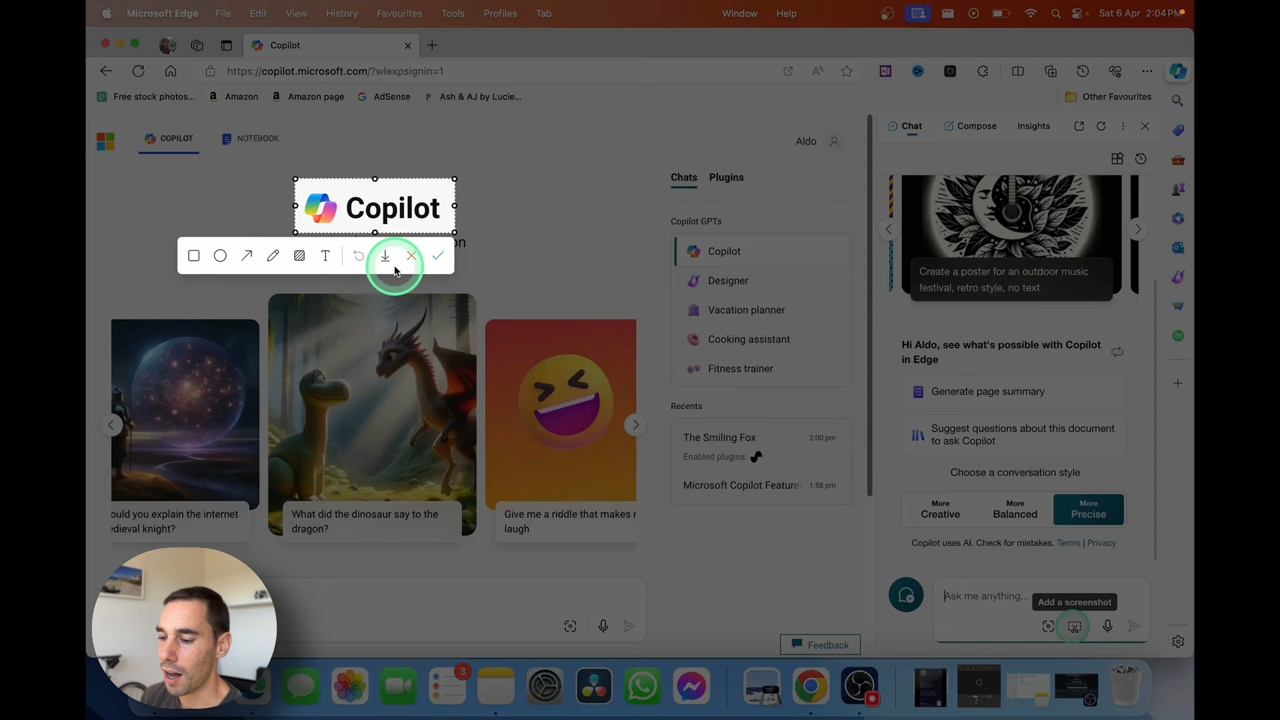 Microsoft Edge File Edit View History Favourites Tools Profiles Tab Window Help Sat 6 Apr 2:04 PM
Copilot
https://copilot.microsoft.com/?wlexpsignin=1
Free stock photos... Amazon Amazon page AdSense Ash & AJ by Lucie... Other Favourites
COPILOT NOTEBOOK
Aldo
Copilot
on
T
ould you explain the internet
edieval knight?
What did the dinosaur say to the
dragon?
Give me a riddle that makes m
laugh
Chats Plugins
Copilot GPTs
Copilot
Designer
Vacation planner
Cooking assistant
Fitness trainer
Recents
The Smiling Fox 2:00 pm
Enabled plugins:
Microsoft Copilot Feature 1:58 pm
Feedback
Chat Compose Insights
Create a poster for an outdoor music
festival, retro style, no text
Hi Aldo, see what's possible with Copilot
in Edge
Generate page summary
Suggest questions about this document
to ask Copilot
Choose a conversation style
More
Creative
More
Balanced
More
Precise
Copilot uses AI. Check for mistakes. Terms | Privacy
Ask me anything...
Add a screenshot
3